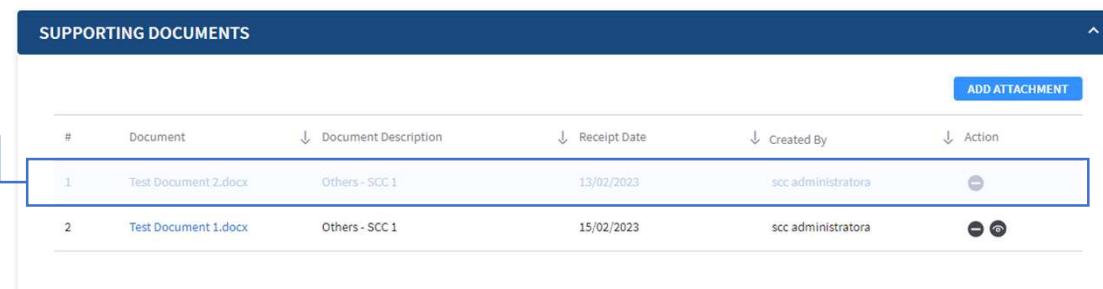 SUPPORTING DOCUMENTS
ADD ATTACHMENT
# Document Document Description Receipt Date Created By Action
1 Test Document 2.docx Others - SCC 1 13/02/2023 scc administratora
2 Test Document 1.docx Others - SCC 1 15/02/2023 scc administratora